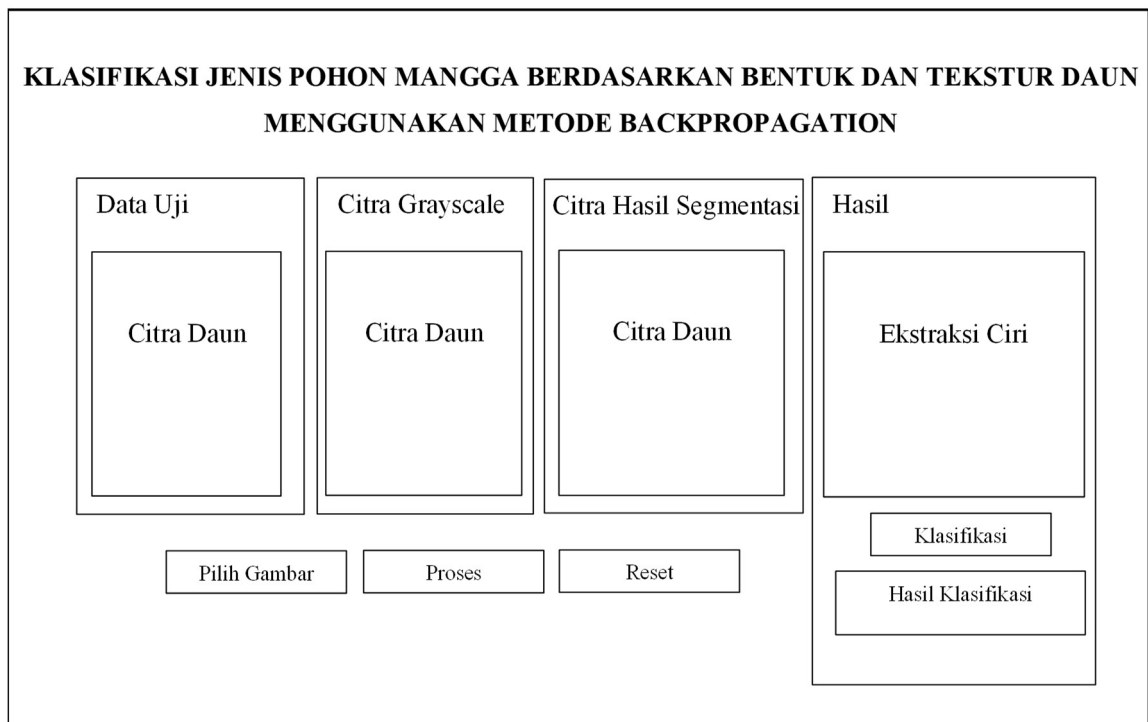 KLASIFIKASI JENIS POHON MANGGA BERDASARKAN BENTUK DAN TEKSTUR DAUN
MENGGUNAKAN METODE BACKPROPAGATION
Data Uji
Citra Daun
Citra Grayscale
Citra Daun
Citra Hasil Segmentasi
Citra Daun
Hasil
Ekstraksi Ciri
Klasifikasi
Hasil Klasifikasi
Pilih Gambar
Proses
Reset